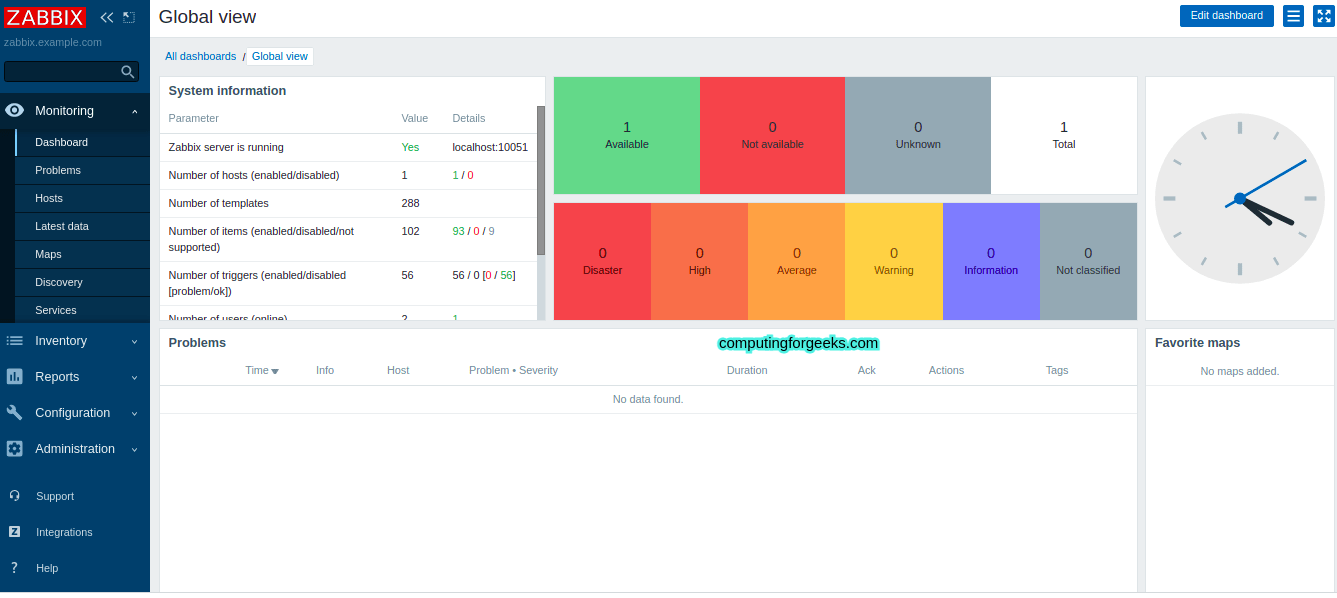 ZABBIX
zabbix.example.com
Monitoring
Dashboard
Problems
Hosts
Latest data
Maps
Discovery
Services
Inventory
Reports
Configuration
Administration
Support
Z Integrations
? Help
Global view
Edit dashboard
All dashboards / Global view
System information
Parameter Value Details
Zabbix server is running Yes localhost:10051
Number of hosts (enabled/disabled) 1 1 / 0
Number of templates 288
Number of items (enabled/disabled/not supported) 102 93 / 0 / 9
Number of triggers (enabled/disabled [problem/ok]) 56 56 / 0 [0 / 56]
Number of users (online) 2 1
1 0 0 1
Available Not available Unknown Total
0 0 0 0 0 0
Disaster High Average Warning Information Not classified
Problems
computingforgeeks.com
Time Info Host Problem • Severity Duration Ack Actions Tags
No data found.
Favorite maps
No maps added.